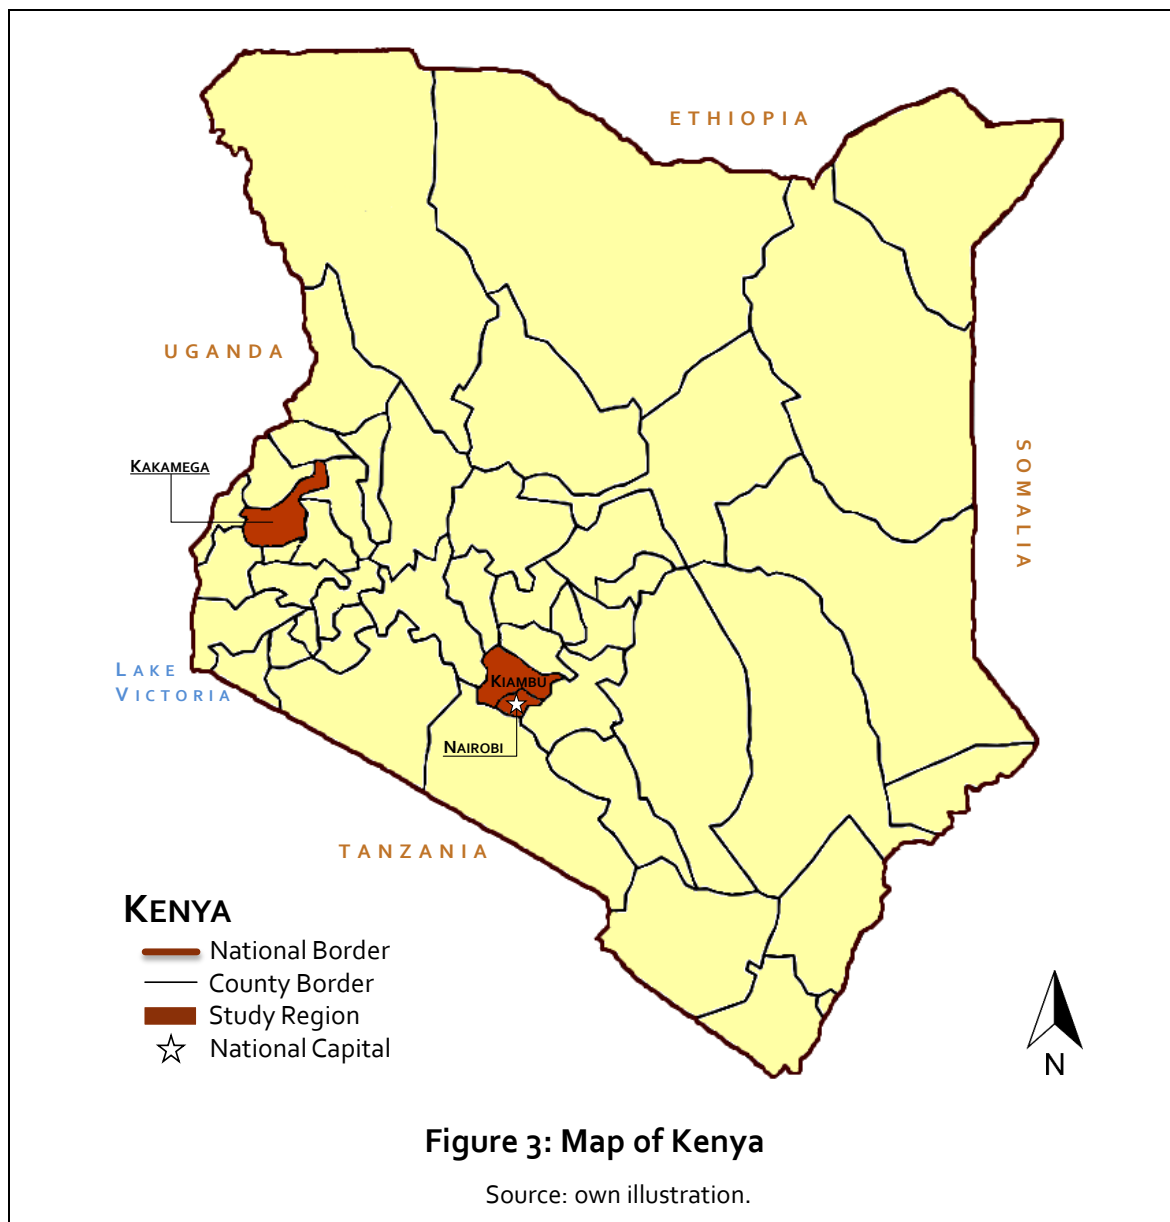 ETHIOPIA
UGANDA
SOMALIA
KAKAMEGA
LAKE
VICTORIA
KIAMBU
NAIROBI
TANZANIA
KENYA
National Border
County Border
Study Region
National Capital
N
Figure 3: Map of Kenya
Source: own illustration.